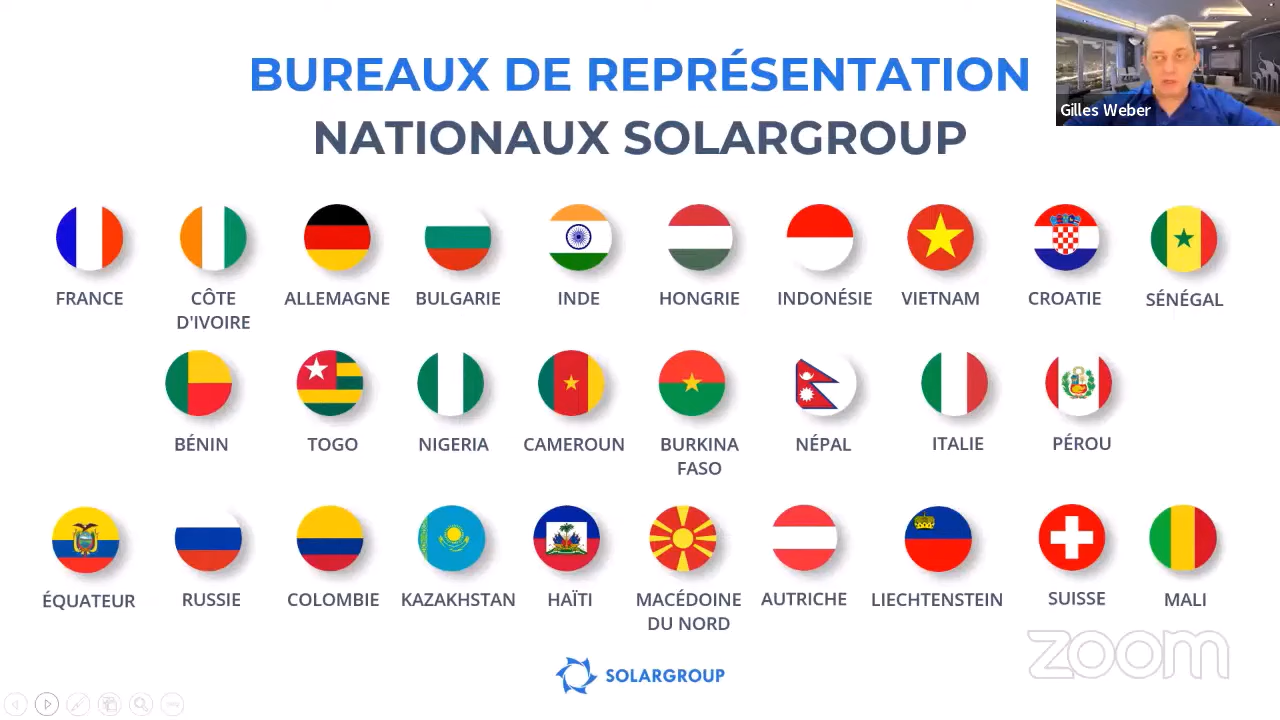 BUREAUX DE REPRÉSENTATION
NATIONAUX SOLARGROUP
Gilles Weber
FRANCE
CÔTE
D'IVOIRE
ALLEMAGNE
BULGARIE
INDE
HONGRIE
INDONÉSIE
VIETNAM
CROATIE
SÉNÉGAL
BÉNIN
TOGO
NIGERIA
CAMEROUN
BURKINA
FASO
NÉPAL
ITALIE
PÉROU
ÉQUATEUR
RUSSIE
COLOMBIE
KAZAKHSTAN
HAÏTI
MACÉDOINE
DU NORD
AUTRICHE
LIECHTENSTEIN
SUISSE
MALI
zoom
SOLARGROUP